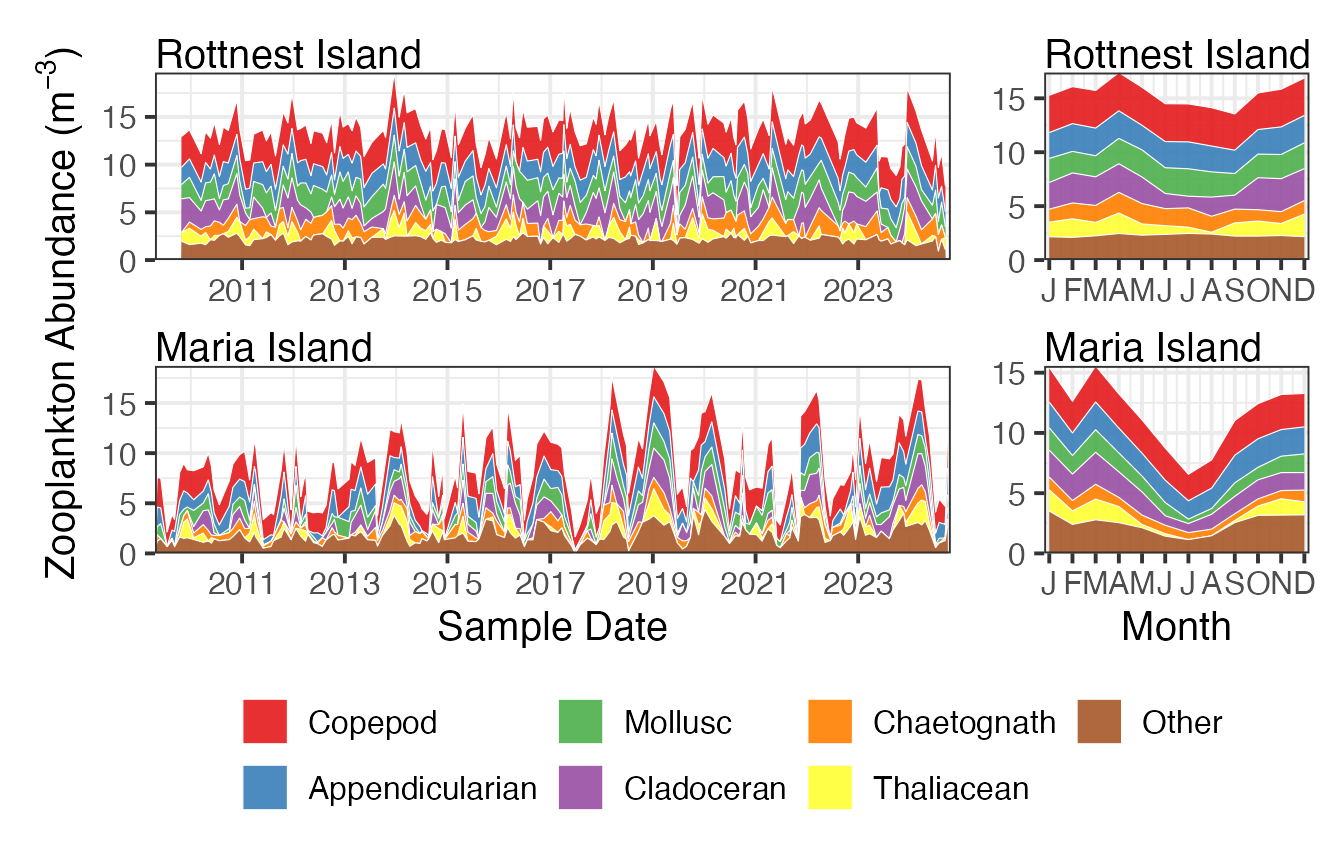 Rottnest Island
Rottnest Island
Zooplankton Abundance (m⁻³)
15
10
5
0
2011 2013 2015 2017 2019 2021 2023
15
10
5
0
J F M A M J J A S O N D
Maria Island
Maria Island
15
10
5
0
2011 2013 2015 2017 2019 2021 2023
15
10
5
0
J F M A M J J A S O N D
Sample Date
Month
Copepod Mollusc Chaetognath Other
Appendicularian Cladoceran Thaliacean